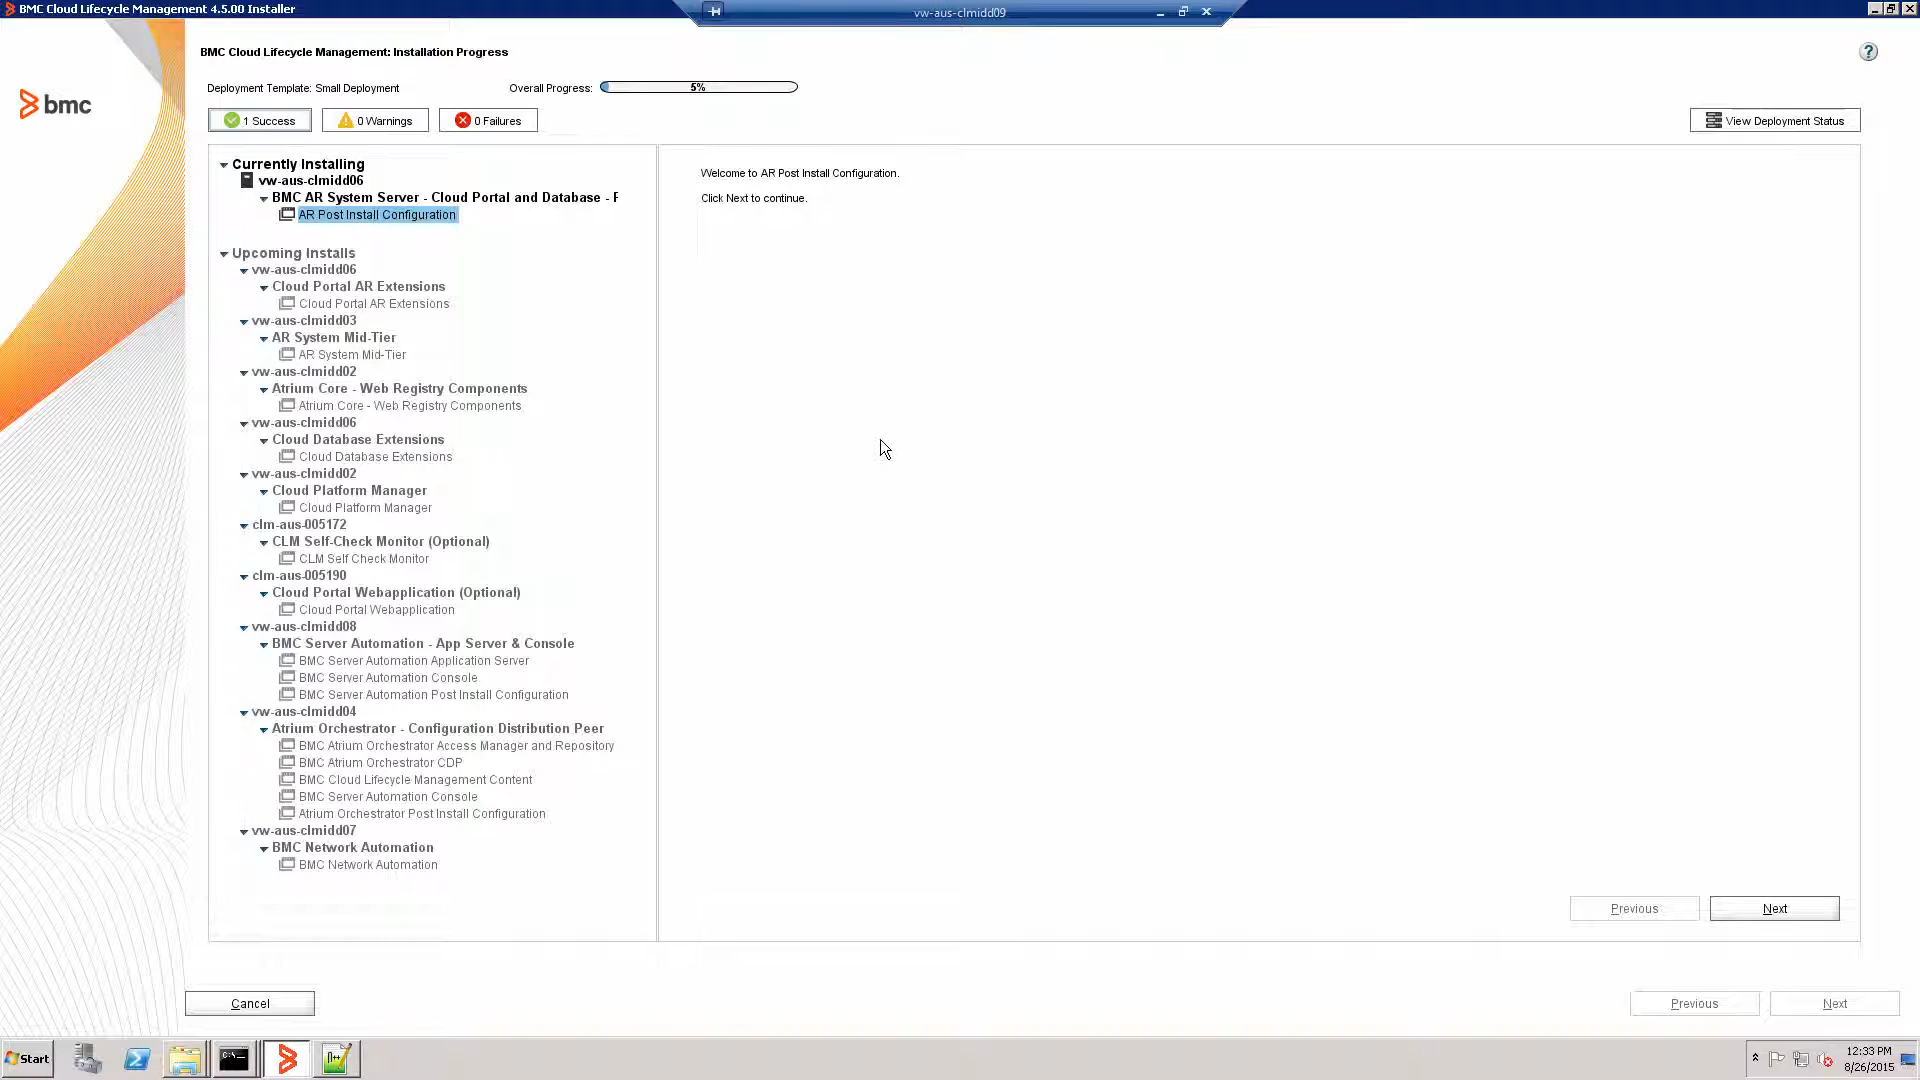 BMC Cloud Lifecycle Management 4.5.00 Installer
vw-aus-clmidd09
BMC Cloud Lifecycle Management: Installation Progress
bmc
Deployment Template: Small Deployment
Overall Progress: 5%
1 Success
0 Warnings
0 Failures
View Deployment Status
Currently Installing
vw-aus-clmidd06
BMC AR System Server - Cloud Portal and Database - F
AR Post Install Configuration
Upcoming Installs
vw-aus-clmidd06
Cloud Portal AR Extensions
Cloud Portal AR Extensions
vw-aus-clmidd03
AR System Mid-Tier
AR System Mid-Tier
vw-aus-clmidd02
Atrium Core - Web Registry Components
Atrium Core - Web Registry Components
vw-aus-clmidd06
Cloud Database Extensions
Cloud Database Extensions
vw-aus-clmidd02
Cloud Platform Manager
Cloud Platform Manager
clm-aus-005172
CLM Self-Check Monitor (Optional)
CLM Self Check Monitor
clm-aus-005190
Cloud Portal Webapplication (Optional)
Cloud Portal Webapplication
vw-aus-clmidd08
BMC Server Automation - App Server & Console
BMC Server Automation Application Server
BMC Server Automation Console
BMC Server Automation Post Install Configuration
vw-aus-clmidd04
Atrium Orchestrator - Configuration Distribution Peer
BMC Atrium Orchestrator Access Manager and Repository
BMC Atrium Orchestrator CDP
BMC Cloud Lifecycle Management Content
BMC Server Automation Console
Atrium Orchestrator Post Install Configuration
vw-aus-clmidd07
BMC Network Automation
BMC Network Automation
Welcome to AR Post Install Configuration.
Click Next to continue.
Previous
Next
Cancel
Previous
Next
Start
12:33 PM
8/26/2015